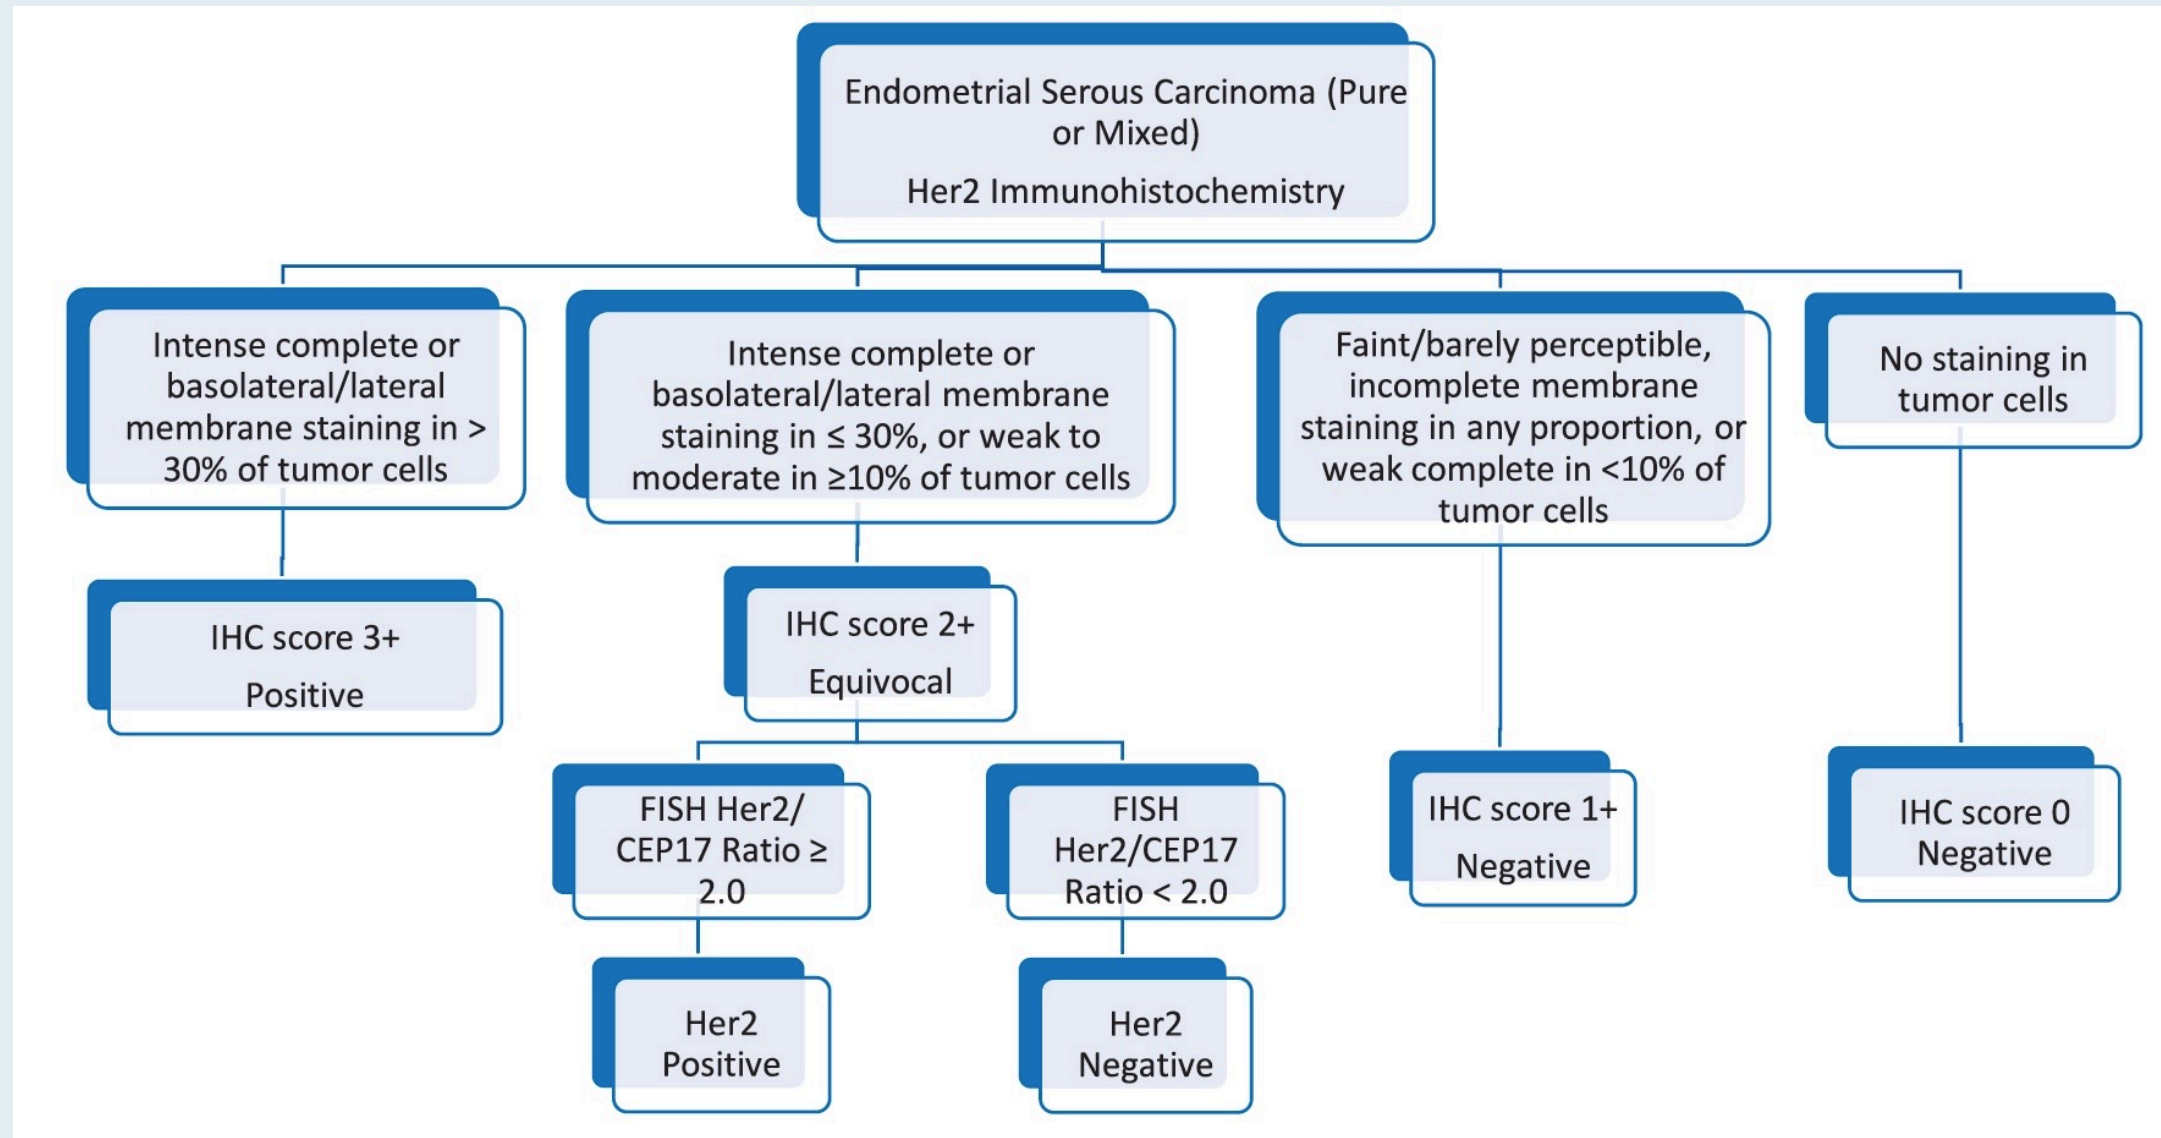 Endometrial Serous Carcinoma (Pure
or Mixed)
Her2 Immunohistochemistry
Intense complete or
basolateral/lateral
membrane staining in >
30% of tumor cells
Intense complete or
basolateral/lateral membrane
staining in ≤ 30%, or weak to
moderate in ≥10% of tumor cells
Faint/barely perceptible,
incomplete membrane
staining in any proportion, or
weak complete in <10% of
tumor cells
No staining in
tumor cells
IHC score 3+
Positive
IHC score 2+
Equivocal
FISH Her2/
CEP17 Ratio ≥
2.0
FISH
Her2/CEP17
Ratio < 2.0
IHC score 1+
Negative
IHC score 0
Negative
Her2
Positive
Her2
Negative